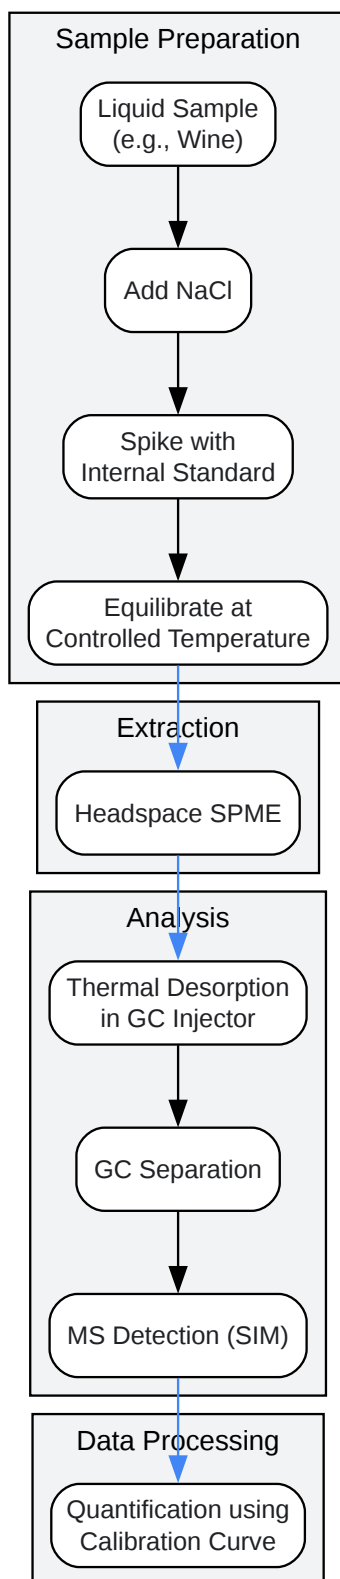 Sample Preparation
Liquid Sample
(e.g., Wine)
Add NaCl
Spike with
Internal Standard
Equilibrate at
Controlled Temperature
Extraction
Headspace SPME
Analysis
Thermal Desorption
in GC Injector
GC Separation
MS Detection (SIM)
Data Processing
Quantification using
Calibration Curve